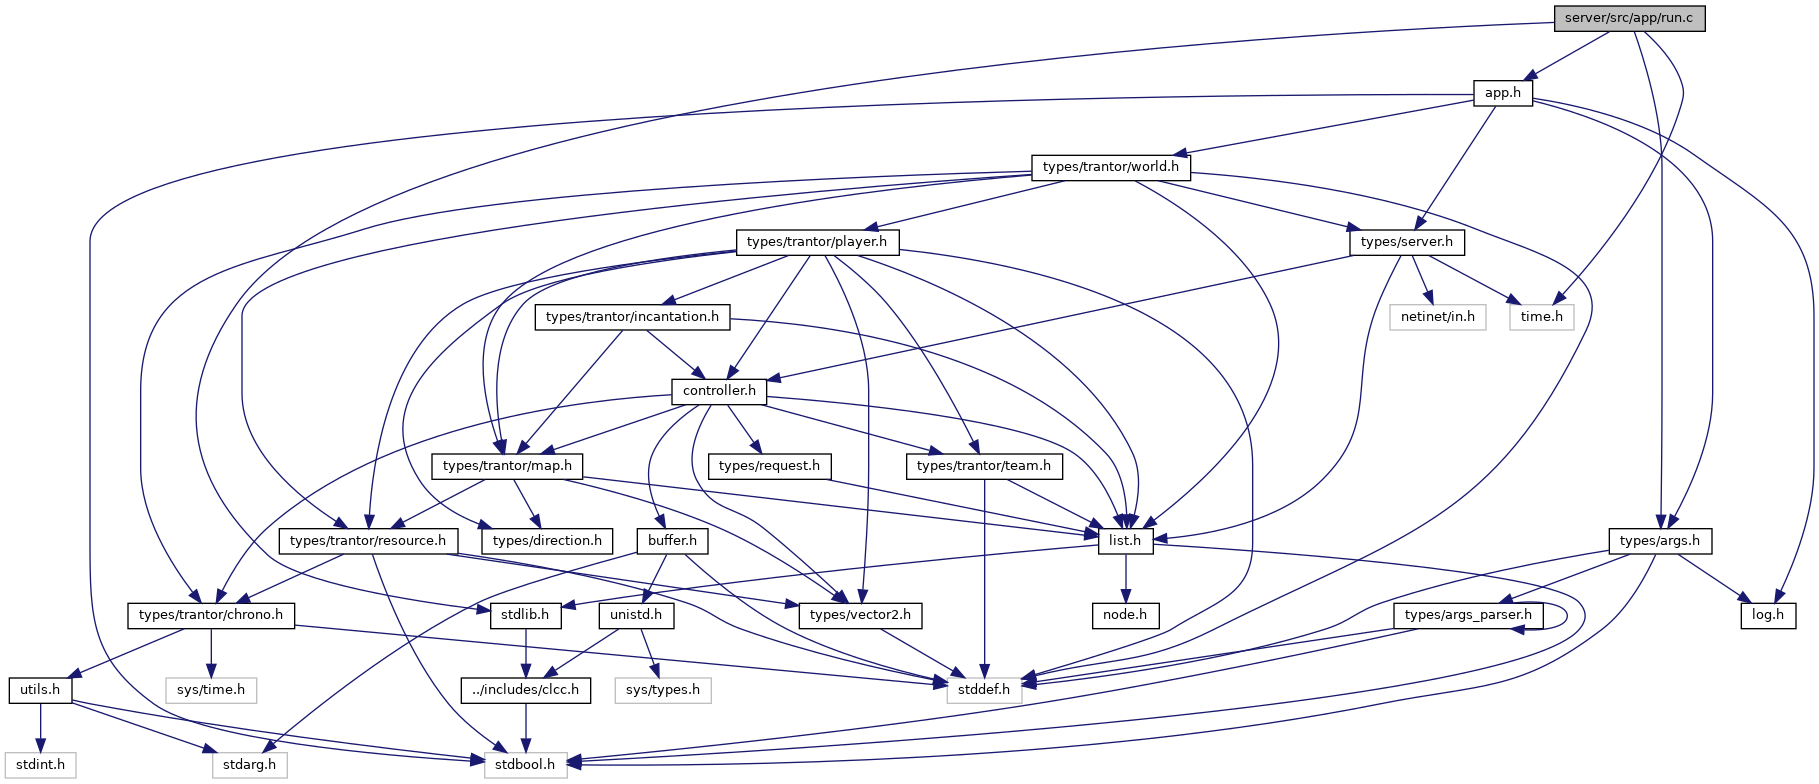 server/src/app/run.c
app.h
types/trantor/world.h
types/trantor/player.h
types/server.h
types/trantor/incantation.h
netinet/in.h
time.h
controller.h
types/trantor/map.h
types/request.h
types/trantor/team.h
types/trantor/resource.h
types/direction.h
buffer.h
list.h
types/args.h
types/trantor/chrono.h
stdlib.h
unistd.h
types/vector2.h
node.h
types/args_parser.h
log.h
utils.h
sys/time.h
../includes/clcc.h
sys/types.h
stddef.h
stdint.h
stdarg.h
stdbool.h